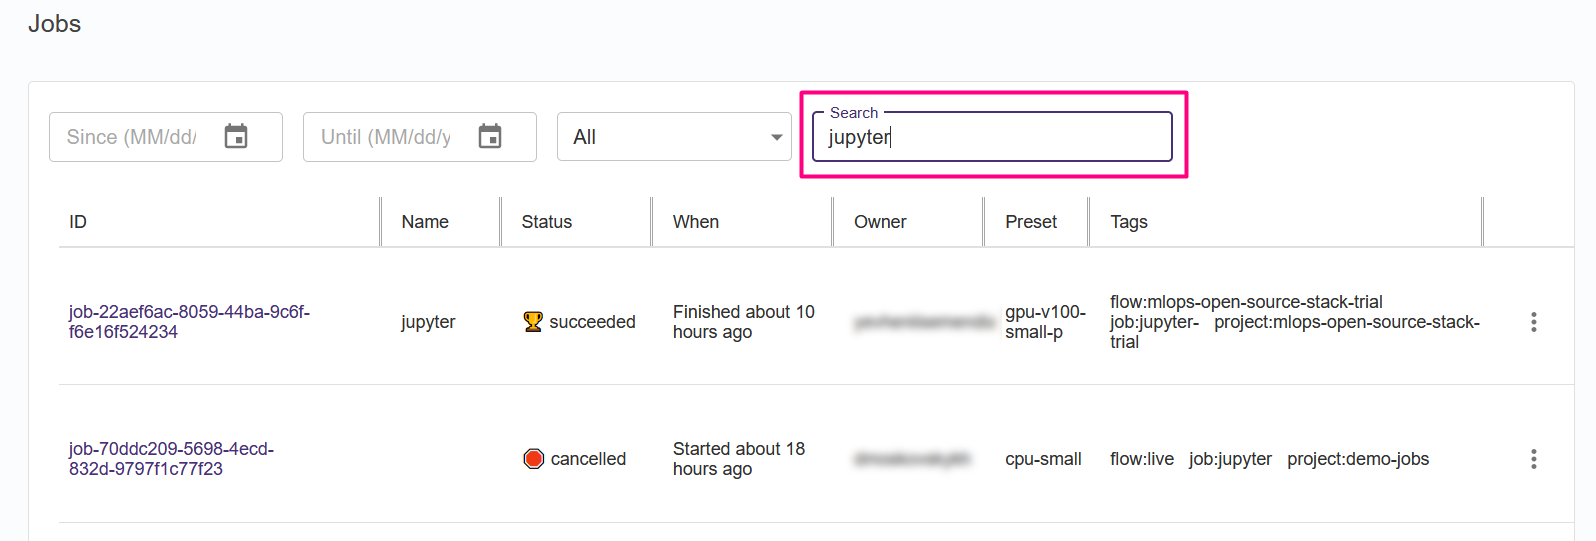 Jobs
Search
Since (MM/dd/
Until (MM/dd/y
All
jupyter
ID
Name
Status
When
Owner
Preset
Tags
job-22aef6ac-8059-44ba-9c6f-
f6e16f524234
jupyter
succeeded
Finished about 10
hours ago
gpu-v100-
small-p
flow:mlops-open-source-stack-trial
job:jupyter- project:mlops-open-source-stack-
trial
job-70ddc209-5698-4ecd-
832d-9797f1c77f23
cancelled
Started about 18
hours ago
cpu-small
flow:live job:jupyter project:demo-jobs